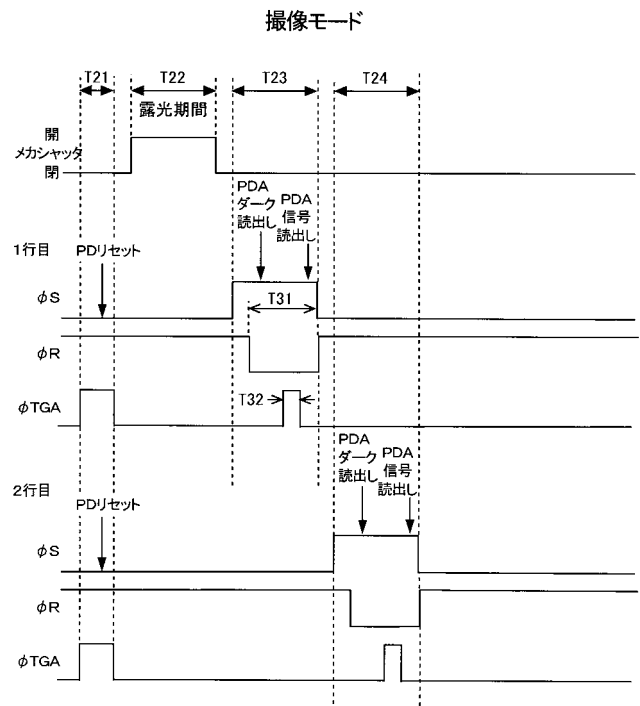 撮像モード
T21 T22 T23 T24
露光期間
開
メカシャッタ
閉
PDA
ダーク
読出し
PDA
信号
読出し
1行目
PDリセット
φS
T31
φR
T32
φTGA
PDA
ダーク
読出し
PDA
信号
読出し
2行目
PDリセット
φS
φR
φTGA